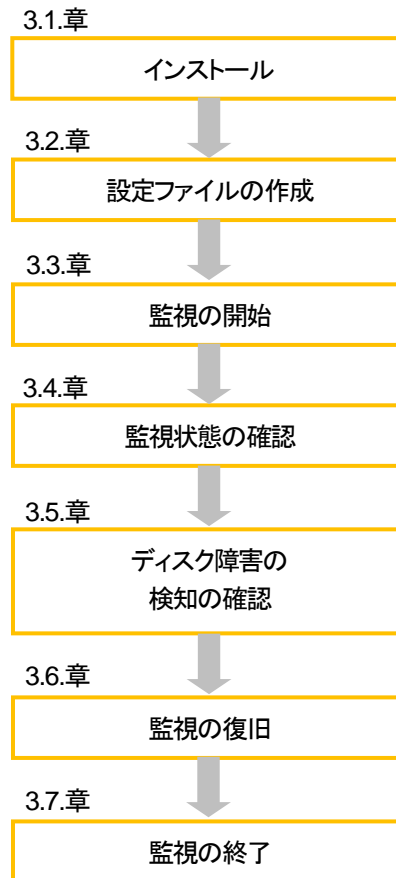 3.1.章
インストール
3.2.章
設定ファイルの作成
3.3.章
監視の開始
3.4.章
監視状態の確認
3.5.章
ディスク障害の
検知の確認
3.6.章
監視の復旧
3.7.章
監視の終了